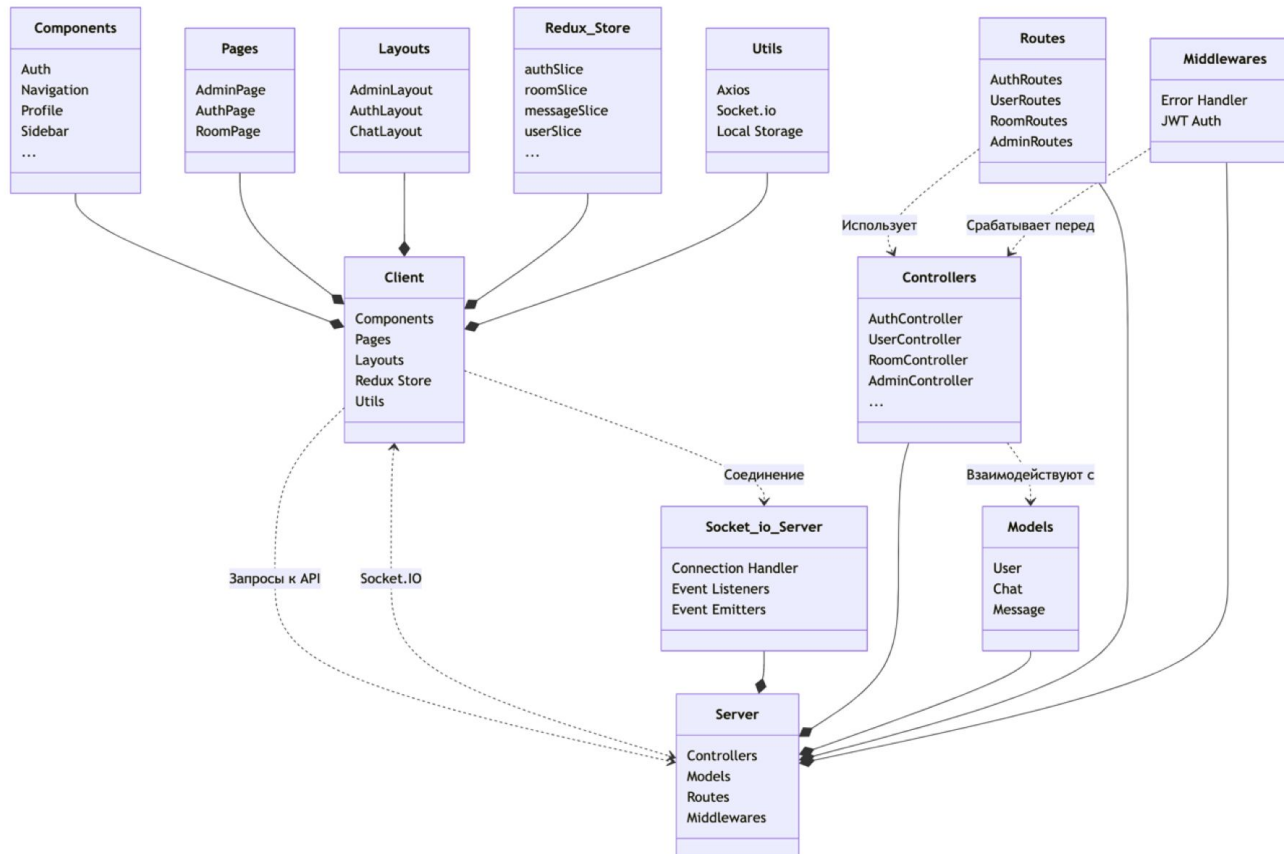 Components
Auth
Navigation
Profile
Sidebar
...
Pages
AdminPage
AuthPage
RoomPage
Layouts
AdminLayout
AuthLayout
ChatLayout
Redux_Store
authSlice
roomSlice
messageSlice
userSlice
...
Utils
Axios
Socket.io
Local Storage
Routes
AuthRoutes
UserRoutes
RoomRoutes
AdminRoutes
Middlewares
Error Handler
JWT Auth
Использует
Срабатывает перед
Client
Components
Pages
Layouts
Redux Store
Utils
Controllers
AuthController
UserController
RoomController
AdminController
...
Соединение
Взаимодействуют с
Запросы к API
Socket.IO
Socket_io_Server
Connection Handler
Event Listeners
Event Emitters
Models
User
Chat
Message
Server
Controllers
Models
Routes
Middlewares